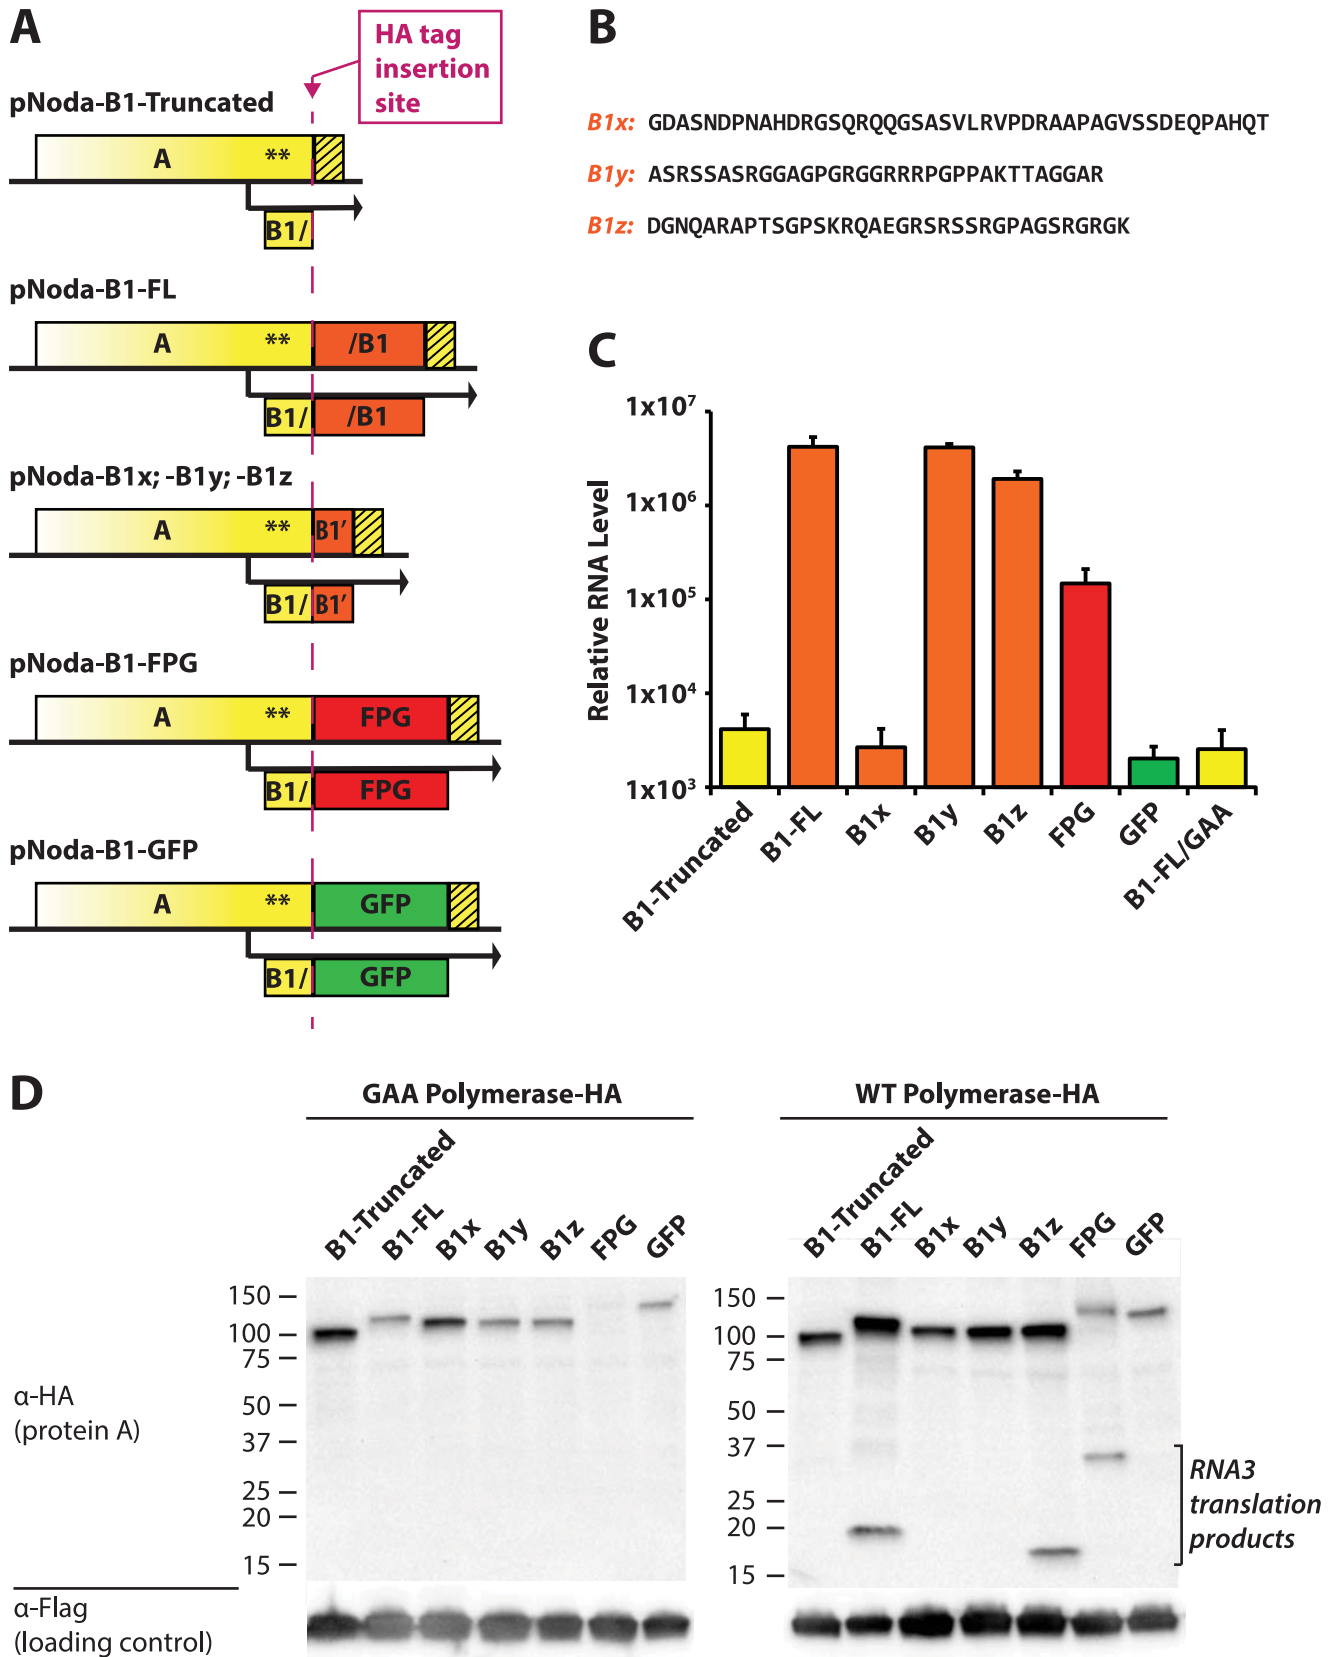 A
HA tag
insertion
site
pNoda-B1-Truncated
A **
B1/
pNoda-B1-FL
A ** /B1
B1/ /B1
pNoda-B1x; -B1y; -B1z
A ** B1′
B1/ B1′
pNoda-B1-FPG
A ** FPG
B1/ FPG
pNoda-B1-GFP
A ** GFP
B1/ GFP
B
B1x: GDASNDPNAHDRGSQRQQGSASVLRVPDRAAPAGVSSDEQPAHQT
B1y: ASRSSASRGGAGPGRGGRRRPGPPAKTTAGGAR
B1z: DGNQARAPTSGPSKRQAEGRSRSSRGPAGSRGRGK
C
Relative RNA Level
1x10⁷
1x10⁶
1x10⁵
1x10⁴
1x10³
B1-Truncated
B1-FL
B1x
B1y
B1z
FPG
GFP
B1-FL/GAA
D
GAA Polymerase-HA
B1-Truncated
B1-FL
B1x
B1y
B1z
FPG
GFP
150
100
75
50
37
25
20
15
WT Polymerase-HA
B1-Truncated
B1-FL
B1x
B1y
B1z
FPG
GFP
150
100
75
50
37
25
20
15
α-HA
(protein A)
RNA3
translation
products
α-Flag
(loading control)